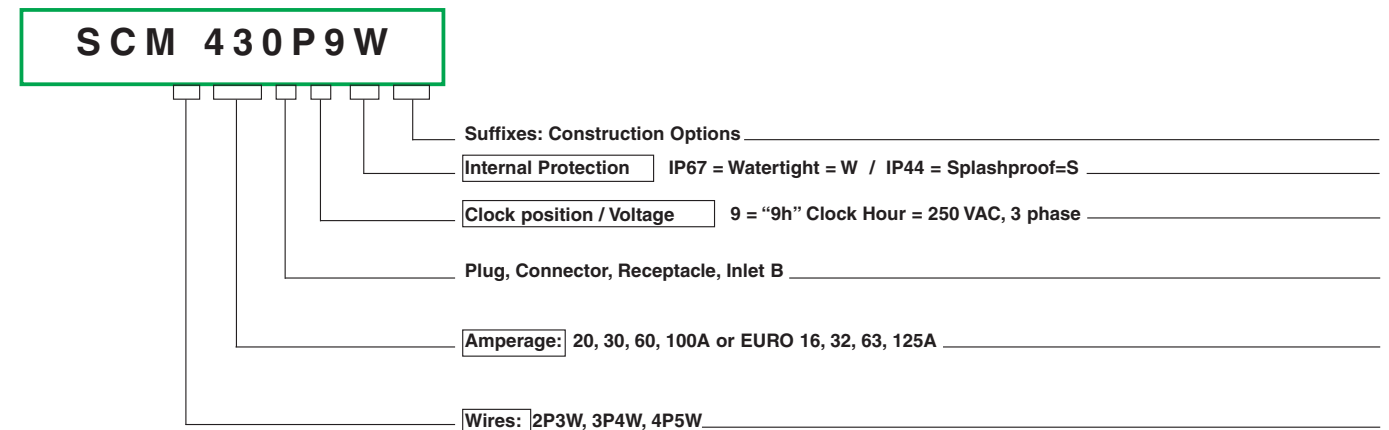 SCM 430P9W
Suffixes: Construction Options
Internal Protection IP67 = Watertight = W / IP44 = Splashproof=S
Clock position / Voltage 9 = “9h” Clock Hour = 250 VAC, 3 phase
Plug, Connector, Receptacle, Inlet B
Amperage: 20, 30, 60, 100A or EURO 16, 32, 63, 125A
Wires: 2P3W, 3P4W, 4P5W